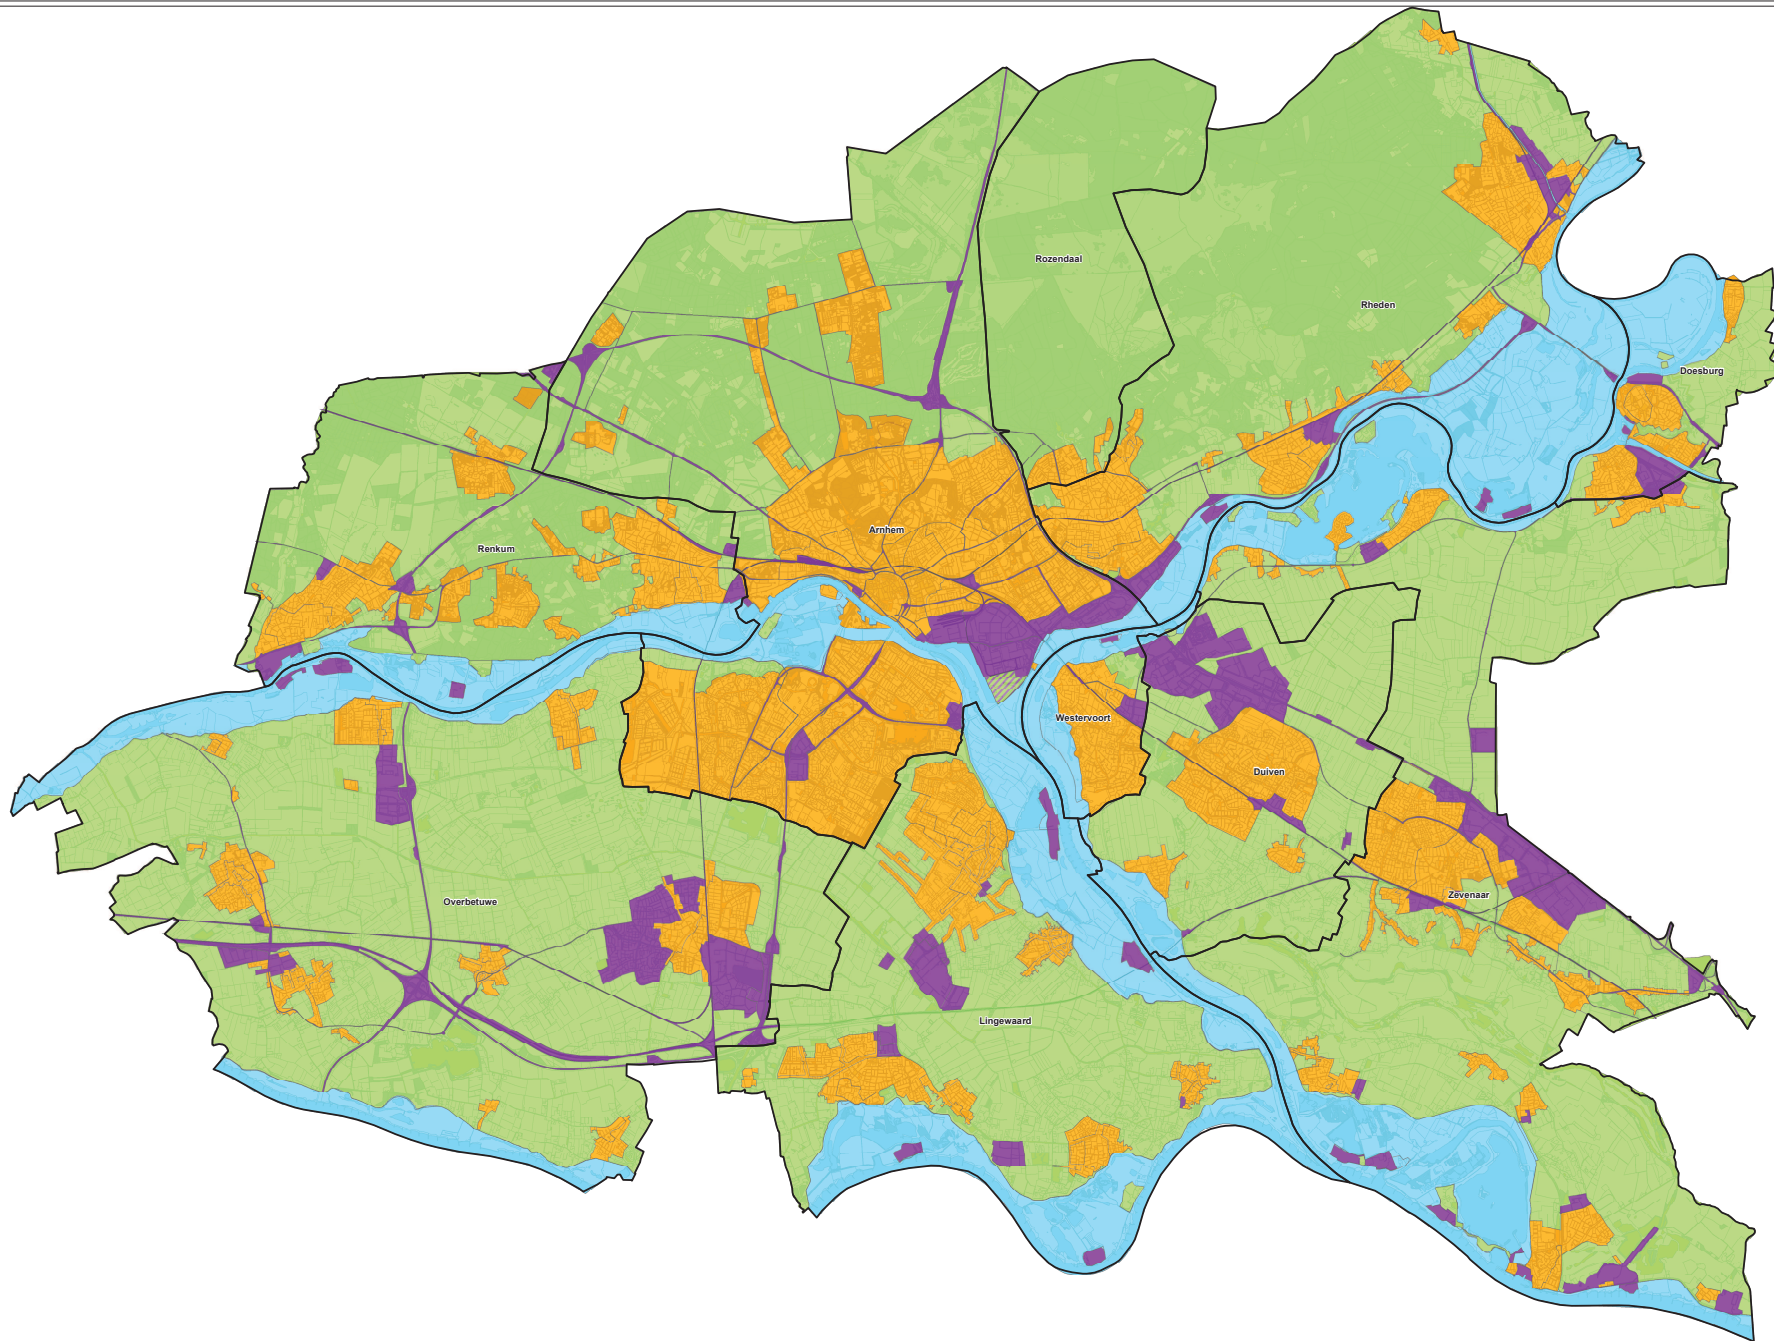 Rozendaal
Rheden
Doesburg
Arnhem
Renkum
Westervoort
Duiven
Zevenaar
Overbetuwe
Lingewaard